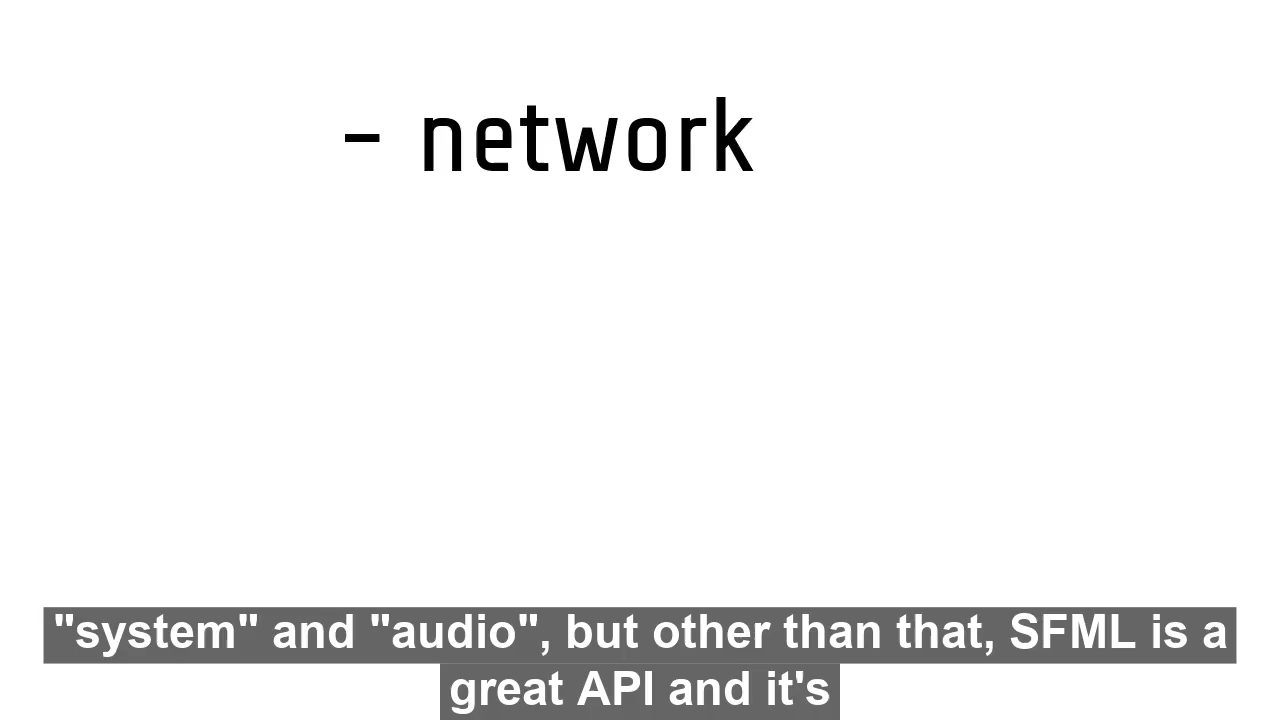 - network
"system" and "audio", but other than that, SFML is a
great API and it's